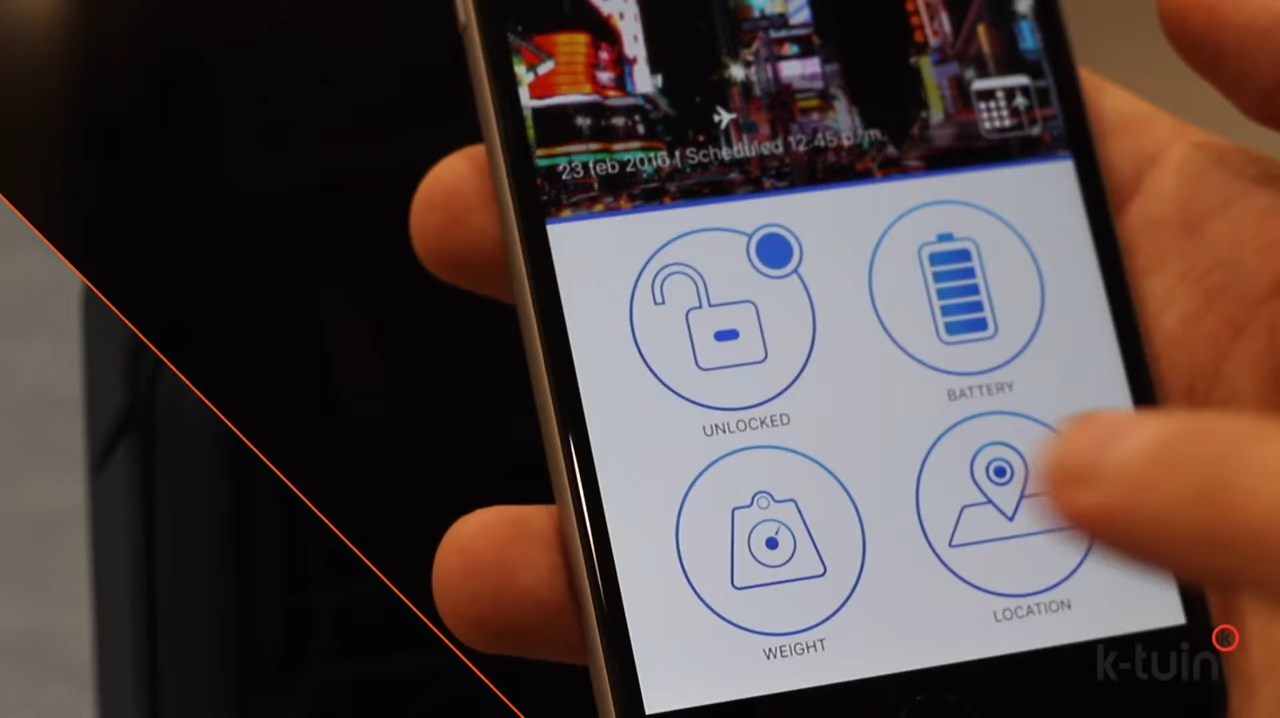 23 feb 2016 | Scheduled 12:45 p. m.
UNLOCKED
BATTERY
WEIGHT
LOCATION
k-tuin
k